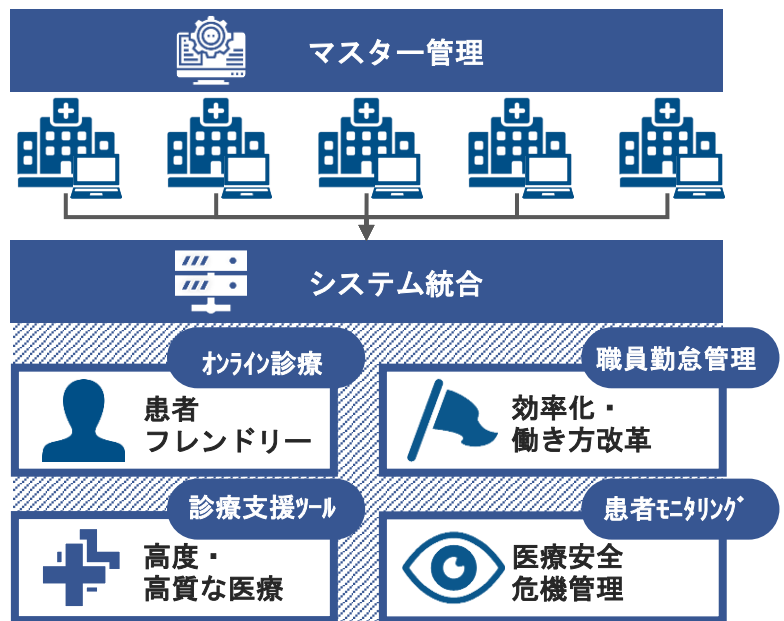 マスター管理
システム統合
ｵﾝﾗｲﾝ診療
患者
フレンドリー
職員勤怠管理
効率化・
働き方改革
診療支援ﾂｰﾙ
高度・
高質な医療
患者ﾓﾆﾀﾘﾝｸﾞ
医療安全
危機管理